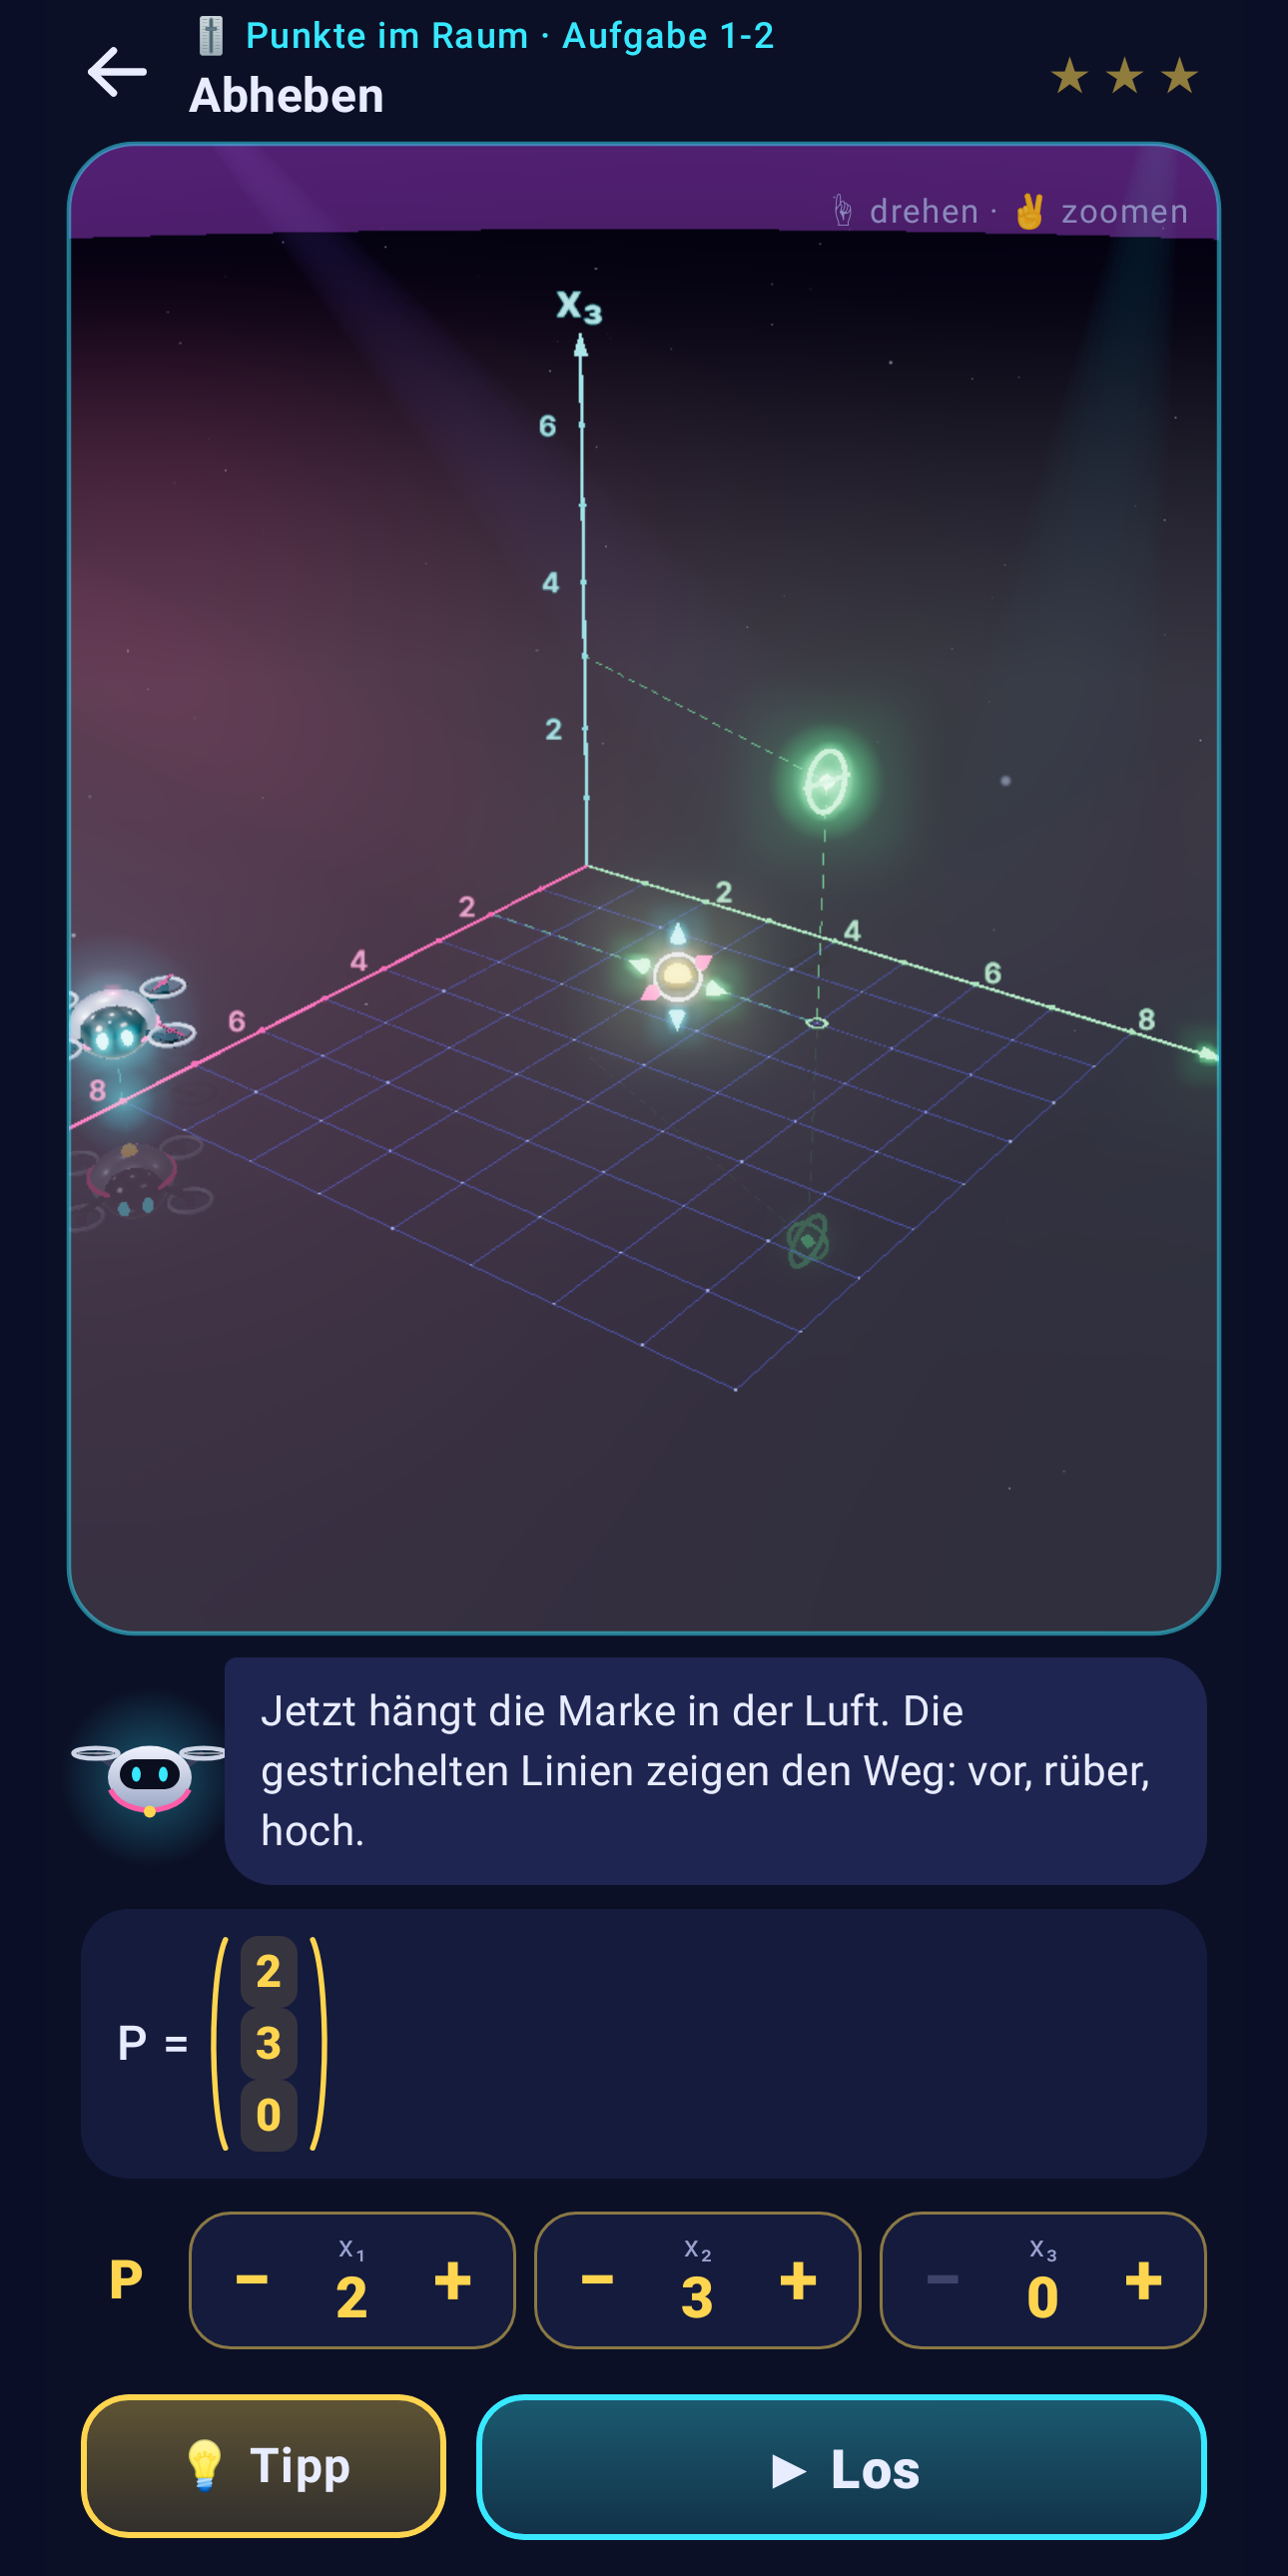 Punkte im Raum · Aufgabe 1-2
Abheben
★ ★ ★
drehen · zoomen
X₃
6
4
2
2
4
6
8
2
4
6
8
Jetzt hängt die Marke in der Luft. Die
gestrichelten Linien zeigen den Weg: vor, rüber,
hoch.
2
P = 3
0
P
x₁
− 2 +
x₂
− 3 +
x₃
− 0 +
Tipp
Los